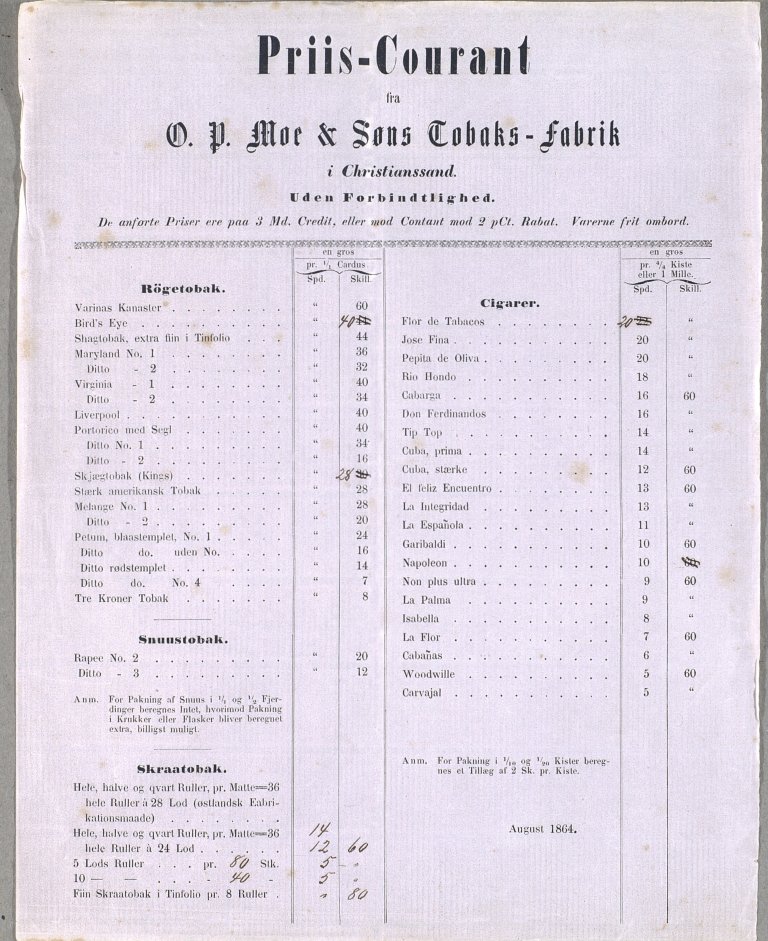 Priis-Courant
fra
O. P. Moe & Søns Tobaks-Fabrik
i Christianssand.
Uden Forbindtlighed.
De anførte Priser ere paa 3 Md. Credit, eller mod Contant mod 2 pCt. Rabat. Varerne frit ombord.
en gros
pr. 1/1 Cardus.
Spd. Skill.
Rögetobak.
Varinas Kanaster . . . . . . . . “ 60
Bird's Eye . . . . . . . . . . “ 40
Shagtobak, extra fiin i Tinfolio . . . “ 44
Maryland No. 1 . . . . . . . . “ 36
Ditto - 2 . . . . . . . . “ 32
Virginia - 1 . . . . . . . . “ 40
Ditto - 2 . . . . . . . . “ 34
Liverpool . . . . . . . . . . “ 40
Portorico med Segl . . . . . . . “ 40
Ditto No. 1 . . . . . . . . “ 34
Ditto - 2 . . . . . . . . “ 16
Skjægtobak (Kings) . . . . . . . “ 28
Stærk amerikansk Tobak . . . . . “ 28
Melange No. 1 . . . . . . . . “ 28
Ditto - 2 . . . . . . . . “ 20
Petum, blaastemplet, No. 1 . . . . “ 24
Ditto do. uden No. . . . . “ 16
Ditto rødstemplet . . . . . . “ 14
Ditto do. No. 4 . . . . . “ 7
Tre Kroner Tobak . . . . . . . “ 8
Snuustobak.
Rapee No. 2 . . . . . . . . “ 20
Ditto - 3 . . . . . . . . “ 12
Anm. For Pakning af Snuus i 1/1 og 1/2 Fjer-
dinger beregnes Intet, hvorimod Pakning
i Krukker eller Flasker bliver beregnet
extra, billigst muligt.
Skraatobak.
Hele, halve og qvart Ruller, pr. Matte=36
hele Ruller à 28 Lod (østlandsk Eabri-
kationsmaade) . . . . . . . . 14
Hele, halve og qvart Ruller, pr. Matte=36
hele Ruller à 24 Lod . . . . . . 12 60
5 Lods Ruller . . . pr. 80 Stk. 5 - “
10 — — . . . . - 40 - 5 “
Fiin Skraatobak i Tinfolio pr. 8 Ruller . “ 80
en gros
pr. 4/4 Kiste
eller 1 Mille.
Spd. Skill.
Cigarer.
Flor de Tabacos . . . . . . . . 20 “
Jose Fina . . . . . . . . . . 20 “
Pepita de Oliva . . . . . . . . 20 “
Rio Hondo . . . . . . . . . 18 “
Cabarga . . . . . . . . . . 16 60
Don Ferdinandos . . . . . . . . 16 “
Tip Top . . . . . . . . . . 14 “
Cuba, prima . . . . . . . . . 14 “
Cuba, stærke . . . . . . . . . 12 60
El feliz Encuentro . . . . . . . 13 60
La Integridad . . . . . . . . . 13 “
La Española . . . . . . . . . 11 “
Garibaldi . . . . . . . . . . 10 60
Napoleon . . . . . . . . . . 10
Non plus ultra . . . . . . . . 9 60
La Palma . . . . . . . . . . 9 “
Isabella . . . . . . . . . . 8 “
La Flor . . . . . . . . . . 7 60
Cabañas . . . . . . . . . . 6 “
Woodwille . . . . . . . . . 5 60
Carvajal . . . . . . . . . . 5 “
Anm. For Pakning i 1/10 og 1/20 Kister bereg-
nes et Tillæg af 2 Sk. pr. Kiste.
August 1864.